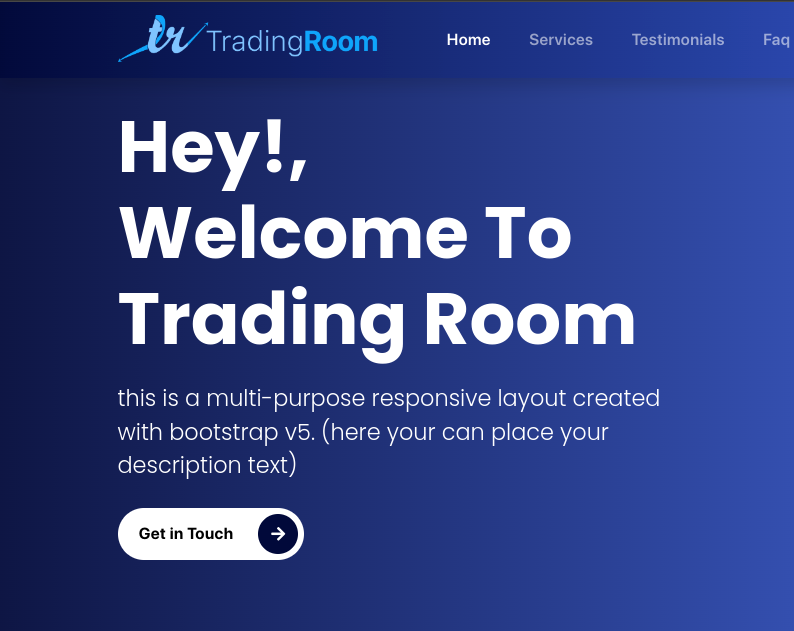 tr TradingRoom
Home Services Testimonials Faq
Hey!,
Welcome To
Trading Room
this is a multi-purpose responsive layout created
with bootstrap v5. (here your can place your
description text)
Get in Touch